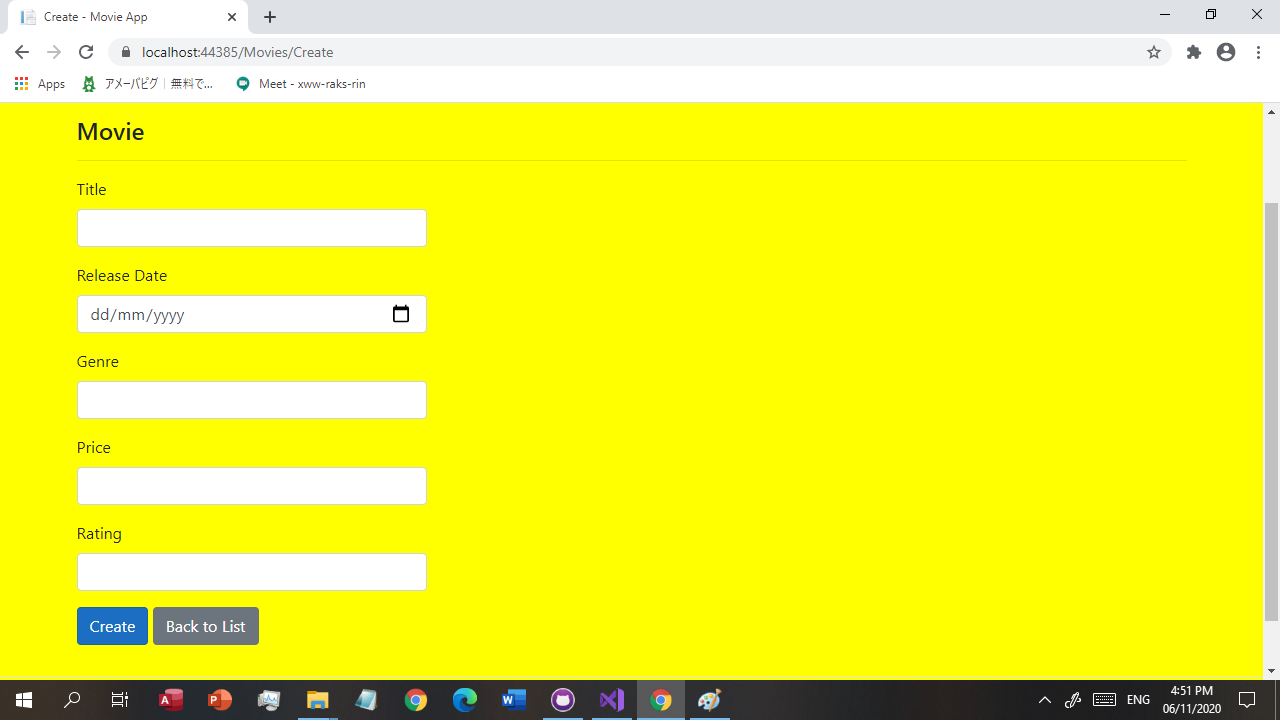 Create - Movie App
localhost:44385/Movies/Create
Apps
アメーバピグ｜無料で...
Meet - xww-raks-rin
Movie
Title
Release Date
dd/mm/yyyy
Genre
Price
Rating
Create
Back to List
ENG
4:51 PM
06/11/2020